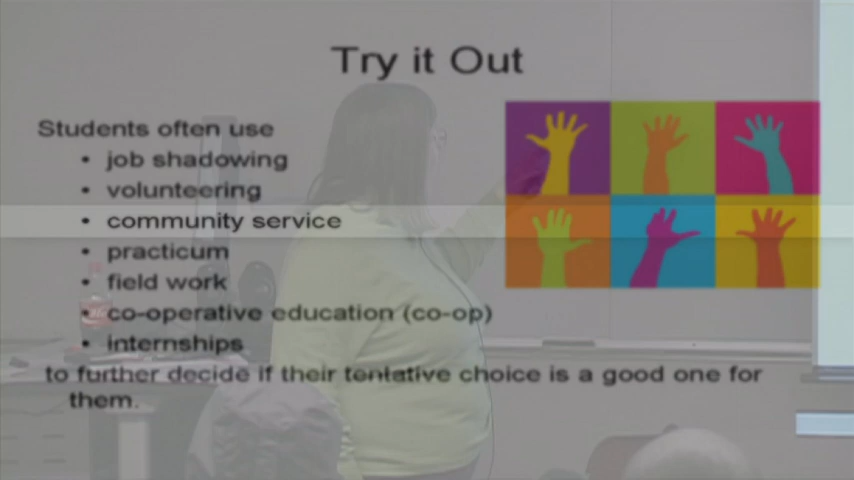 Try it Out
Students often use
• job shadowing
• volunteering
• community service
• practicum
• field work
• co-operative education (co-op)
• internships
to further decide if their tentative choice is a good one for
them.